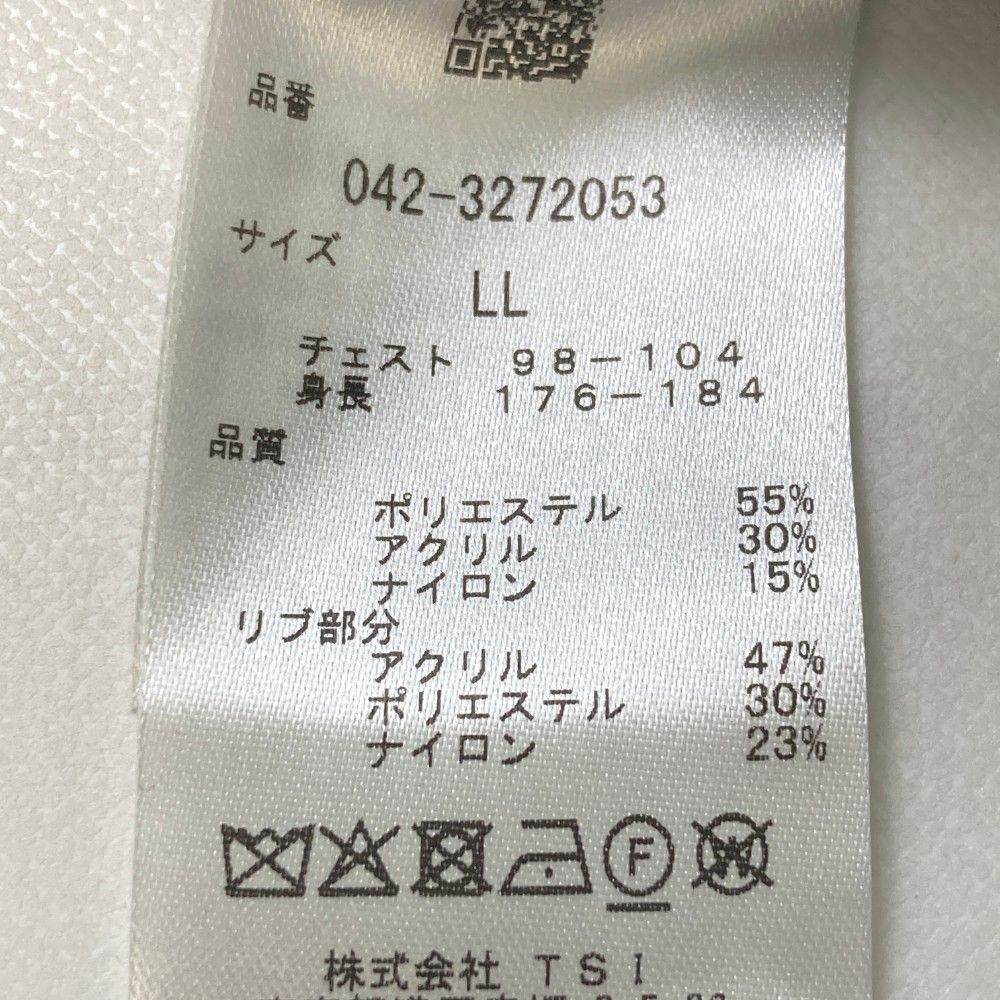 品番
042-3272053
サイズ
LL
チェスト 98-104
身長 176-184
品質
ポリエステル 55%
アクリル 30%
ナイロン 15%
リブ部分
アクリル 47%
ポリエステル 30%
ナイロン 23%
F
株式会社 TSI